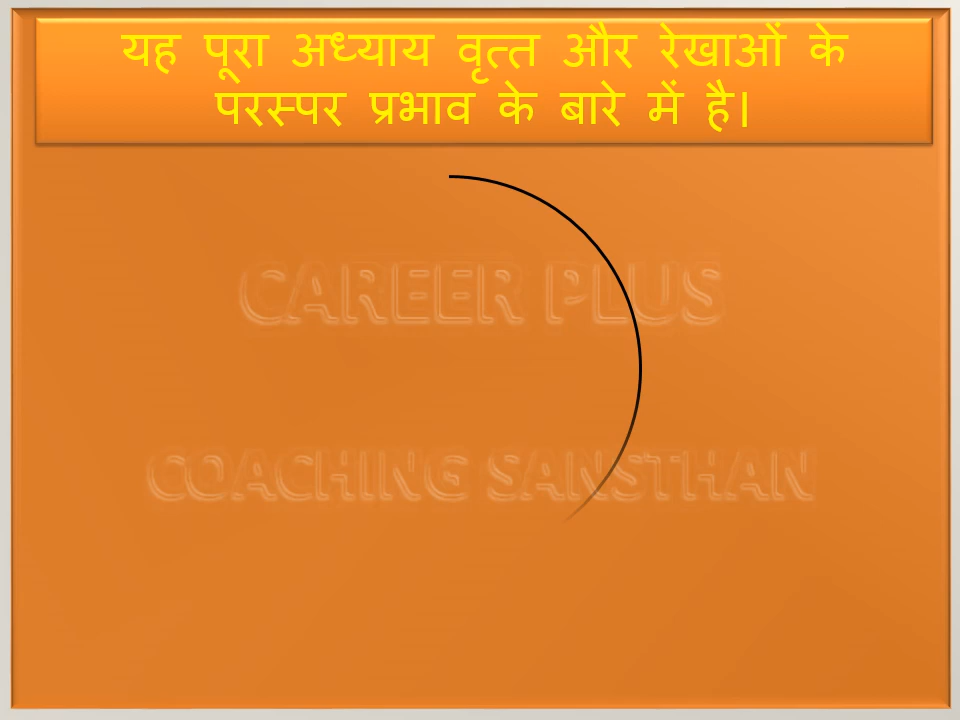 यह पूरा अध्याय वृत्त और रेखाओं के
परस्पर प्रभाव के बारे में है।
CAREER PLUS
COACHING SANSTHAN